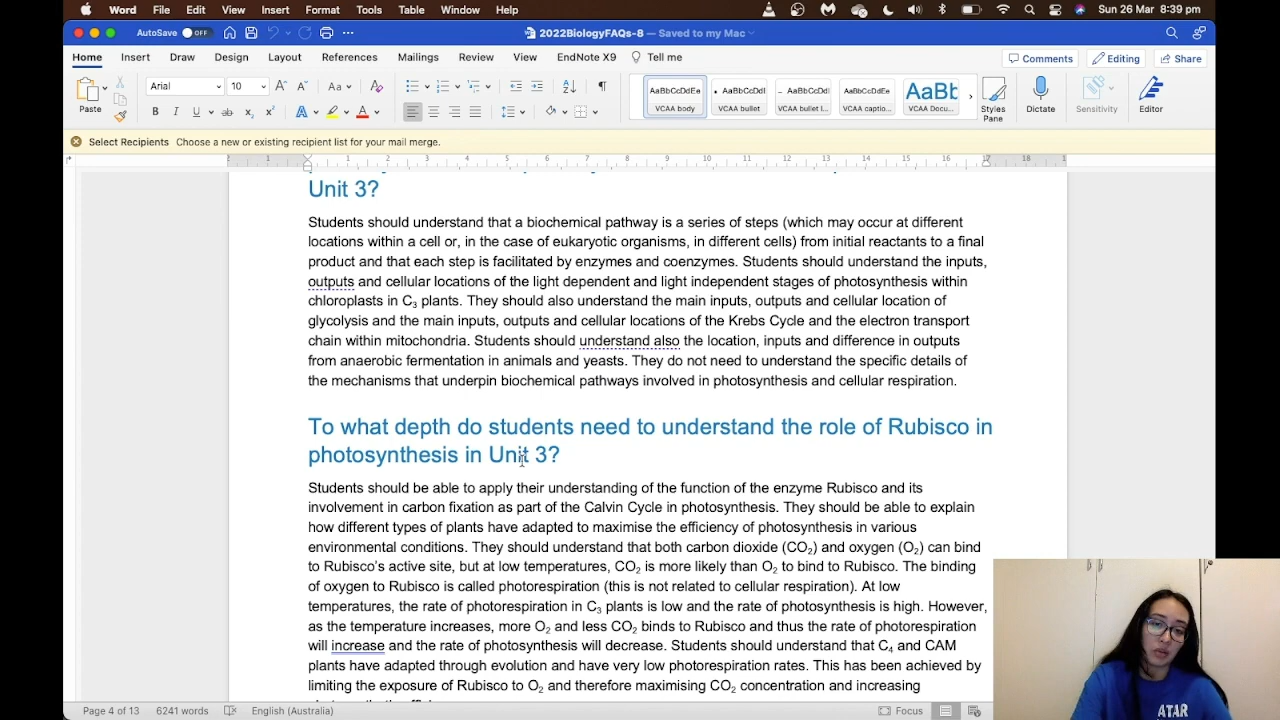 Word File Edit View Insert Format Tools Table Window Help Sun 26 Mar 8:39 pm
AutoSave OFF 2022BiologyFAQs-8 — Saved to my Mac
Home Insert Draw Design Layout References Mailings Review View EndNote X9 Tell me Comments Editing Share
Paste Arial 10 Aa VCAA body VCAA bullet VCAA bullet l... VCAA captio... VCAA Docu... Styles Pane Dictate Sensitivity Editor
Select Recipients Choose a new or existing recipient list for your mail merge.
Unit 3?
Students should understand that a biochemical pathway is a series of steps (which may occur at different
locations within a cell or, in the case of eukaryotic organisms, in different cells) from initial reactants to a final
product and that each step is facilitated by enzymes and coenzymes. Students should understand the inputs,
outputs and cellular locations of the light dependent and light independent stages of photosynthesis within
chloroplasts in C₃ plants. They should also understand the main inputs, outputs and cellular location of
glycolysis and the main inputs, outputs and cellular locations of the Krebs Cycle and the electron transport
chain within mitochondria. Students should understand also the location, inputs and difference in outputs
from anaerobic fermentation in animals and yeasts. They do not need to understand the specific details of
the mechanisms that underpin biochemical pathways involved in photosynthesis and cellular respiration.
To what depth do students need to understand the role of Rubisco in
photosynthesis in Unit 3?
Students should be able to apply their understanding of the function of the enzyme Rubisco and its
involvement in carbon fixation as part of the Calvin Cycle in photosynthesis. They should be able to explain
how different types of plants have adapted to maximise the efficiency of photosynthesis in various
environmental conditions. They should understand that both carbon dioxide (CO₂) and oxygen (O₂) can bind
to Rubisco's active site, but at low temperatures, CO₂ is more likely than O₂ to bind to Rubisco. The binding
of oxygen to Rubisco is called photorespiration (this is not related to cellular respiration). At low
temperatures, the rate of photorespiration in C₃ plants is low and the rate of photosynthesis is high. However,
as the temperature increases, more O₂ and less CO₂ binds to Rubisco and thus the rate of photorespiration
will increase and the rate of photosynthesis will decrease. Students should understand that C₄ and CAM
plants have adapted through evolution and have very low photorespiration rates. This has been achieved by
limiting the exposure of Rubisco to O₂ and therefore maximising CO₂ concentration and increasing
Page 4 of 13 6241 words English (Australia) Focus
ATAR